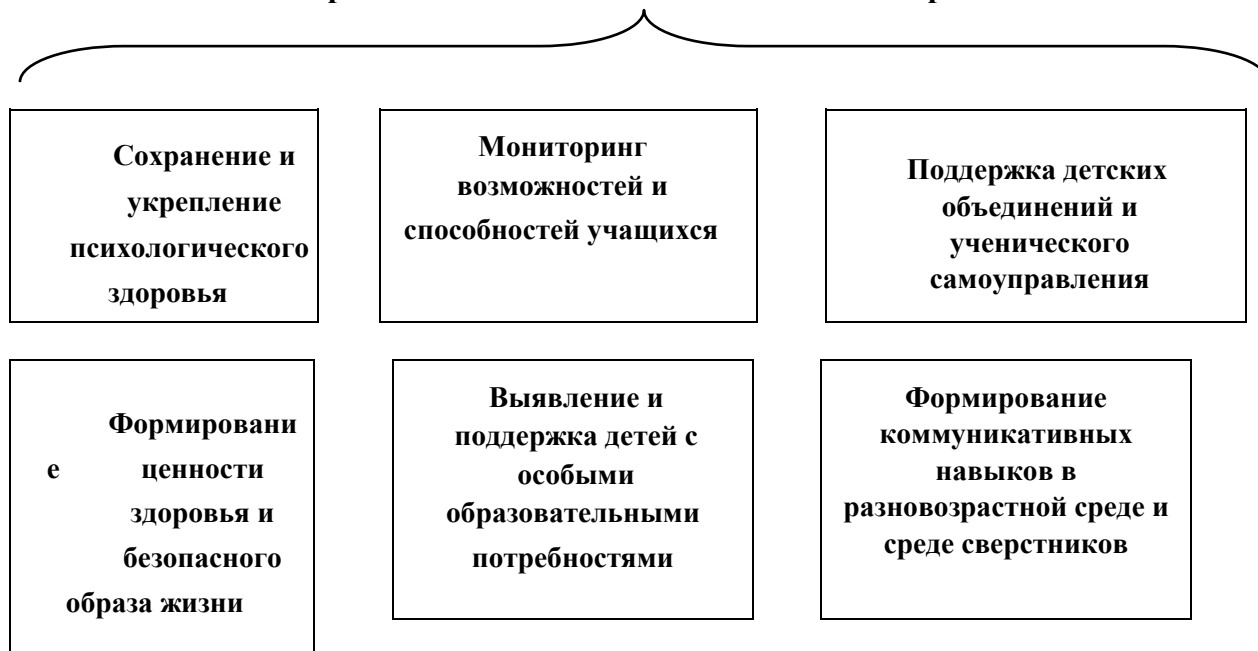 Сохранение и
укрепление
психологического
здоровья
Мониторинг
возможностей и
способностей учащихся
Поддержка детских
объединений и
ученического
самоуправления
Формировани
е ценности
здоровья и
безопасного
образа жизни
Выявление и
поддержка детей с
особыми
образовательными
потребностями
Формирование
коммуникативных
навыков в
разновозрастной среде и
среде сверстников